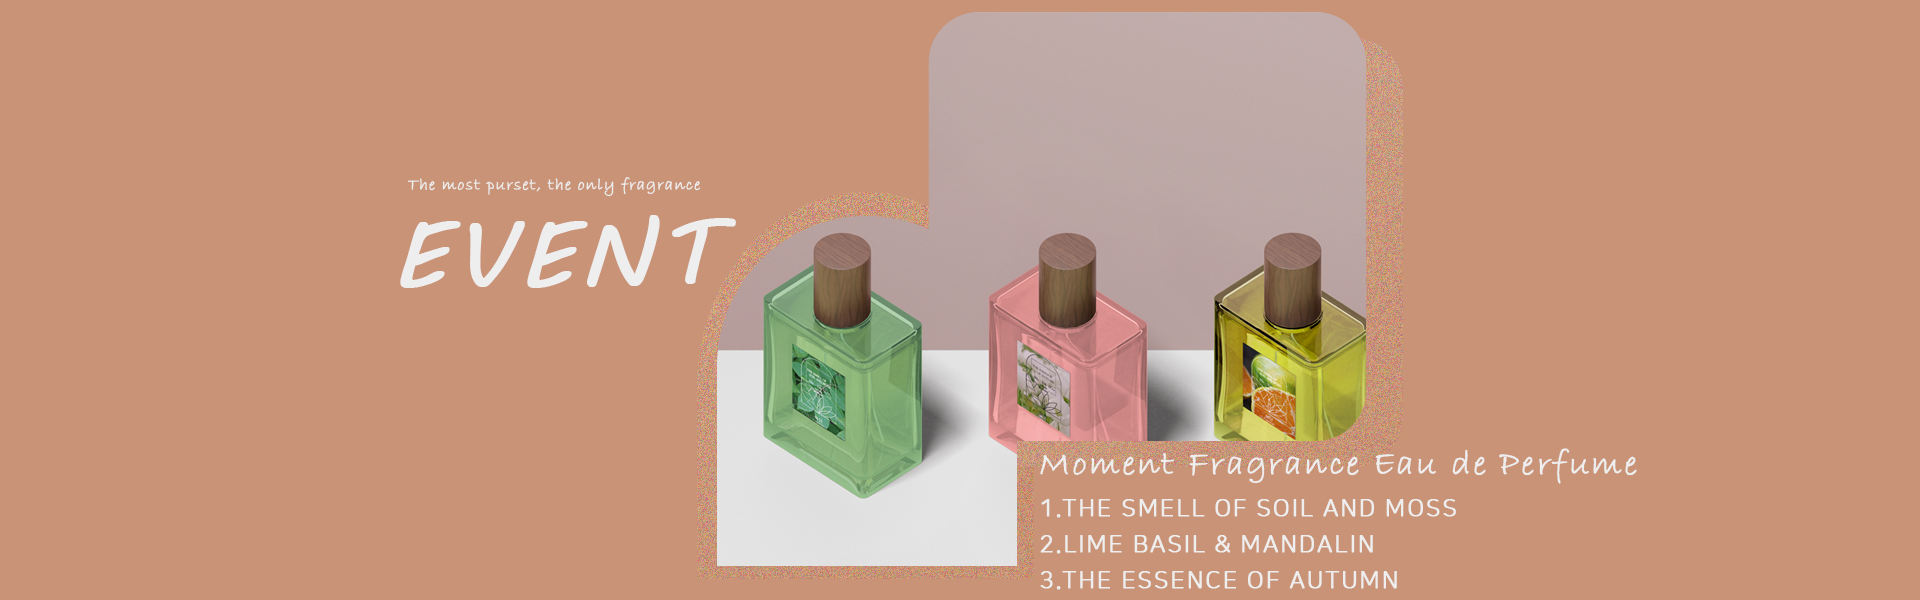 The most purset, the only fragrance
EVENT
Moment Fragrance Eau de Perfume
1.THE SMELL OF SOIL AND MOSS
2.LIME BASIL & MANDALIN
3.THE ESSENCE OF AUTUMN